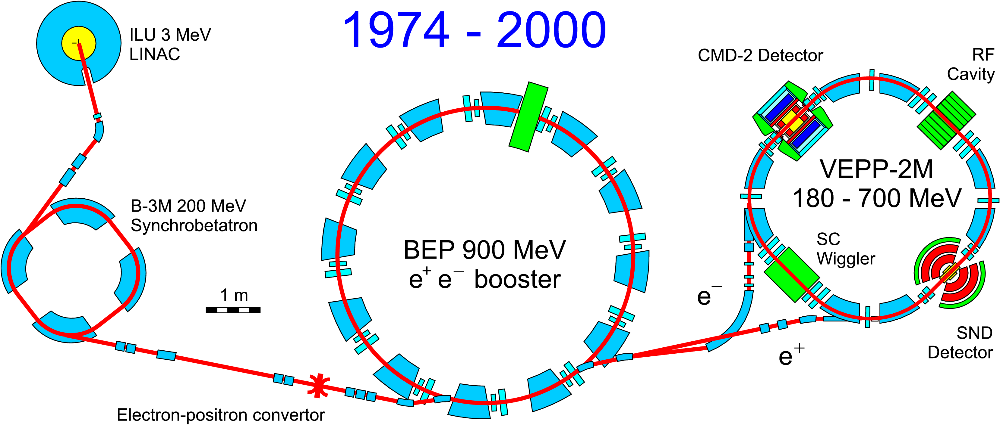 1974 - 2000
ILU 3 MeV
LINAC
CMD-2 Detector
RF
Cavity
VEPP-2M
180 - 700 MeV
B-3M 200 MeV
Synchrobetatron
BEP 900 MeV
e⁺ e⁻ booster
SC
Wiggler
1 m
e⁻
e⁺
SND
Detector
Electron-positron convertor